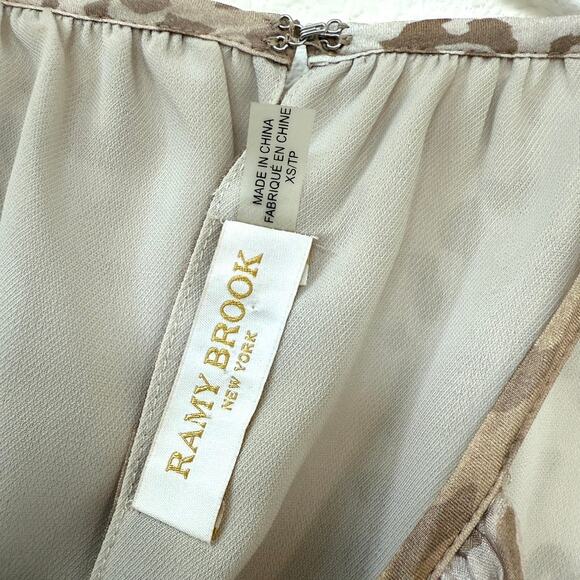 MADE IN CHINA
FABRIQUÉ EN CHINE
XS/TP
RAMY BROOK
NEW YORK